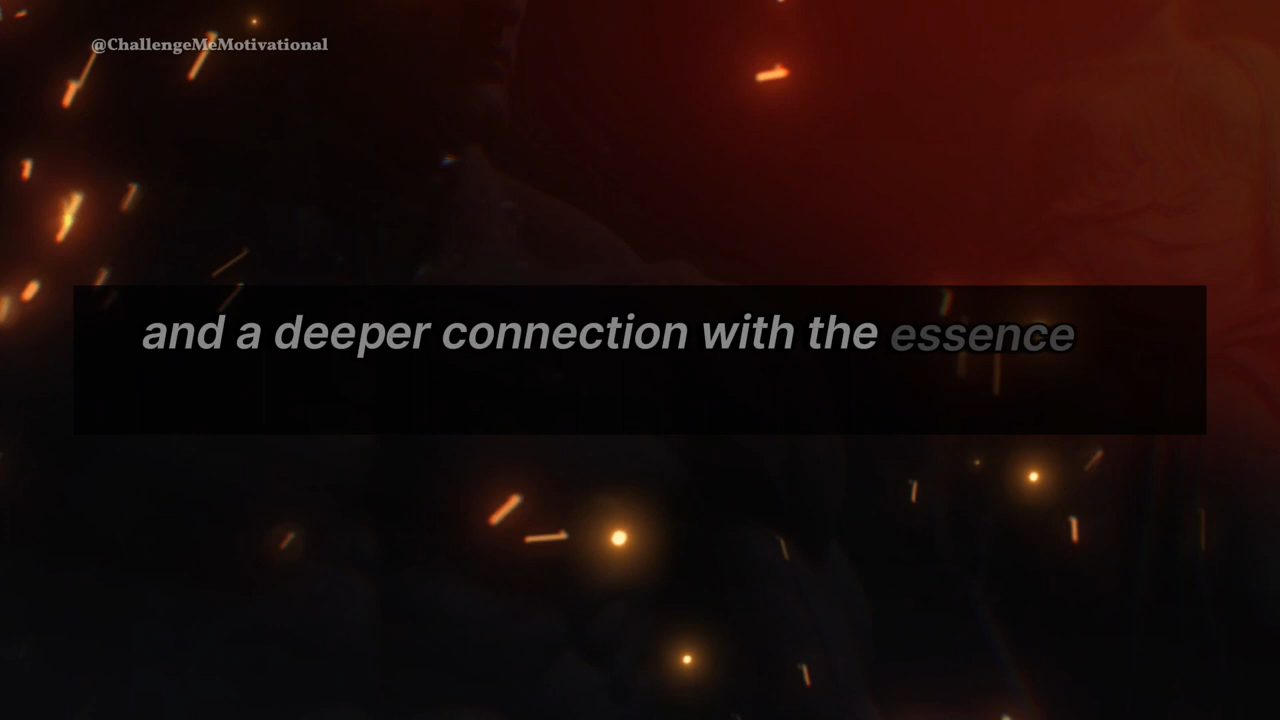 @ChallengeMeMotivational
and a deeper connection with the essence